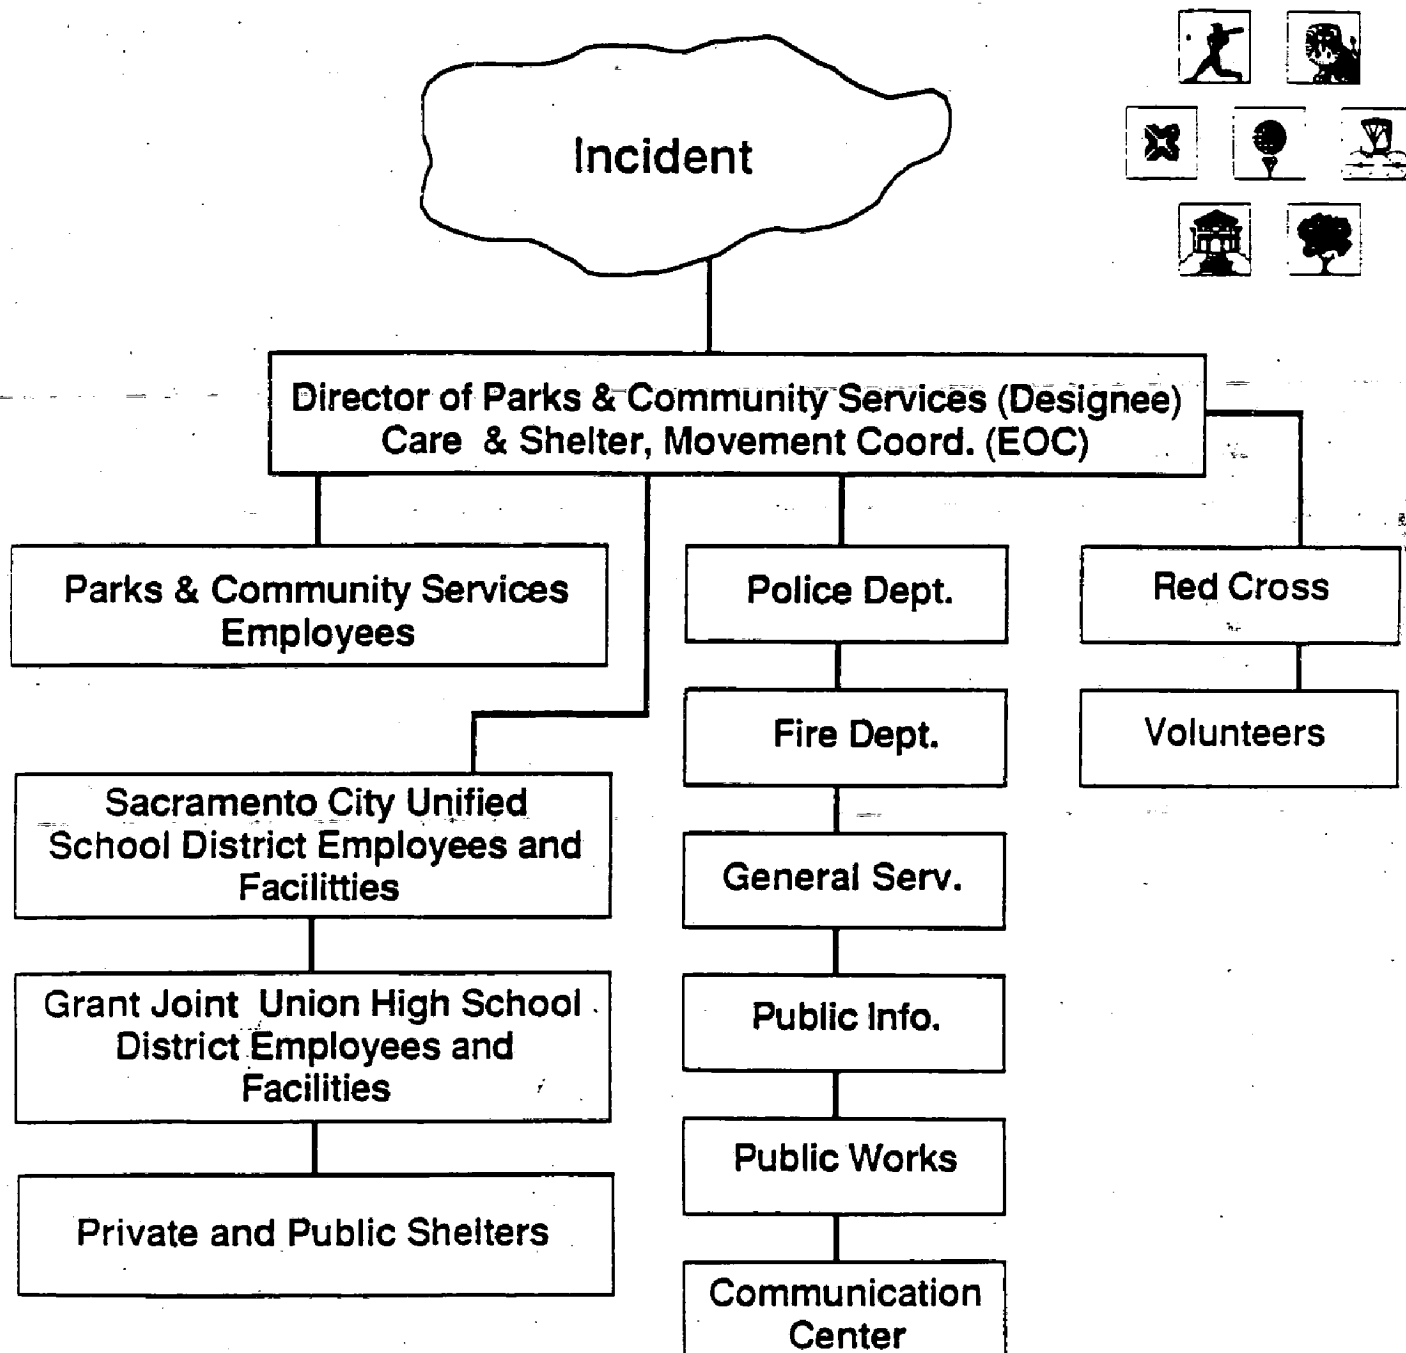 Incident
Director of Parks & Community Services (Designee)
Care & Shelter, Movement Coord. (EOC)
Parks & Community Services
Employees
Police Dept.
Red Cross
Fire Dept.
Volunteers
Sacramento City Unified
School District Employees and
Facilitties
General Serv.
Grant Joint Union High School
District Employees and
Facilities
Public Info.
Public Works
Private and Public Shelters
Communication
Center